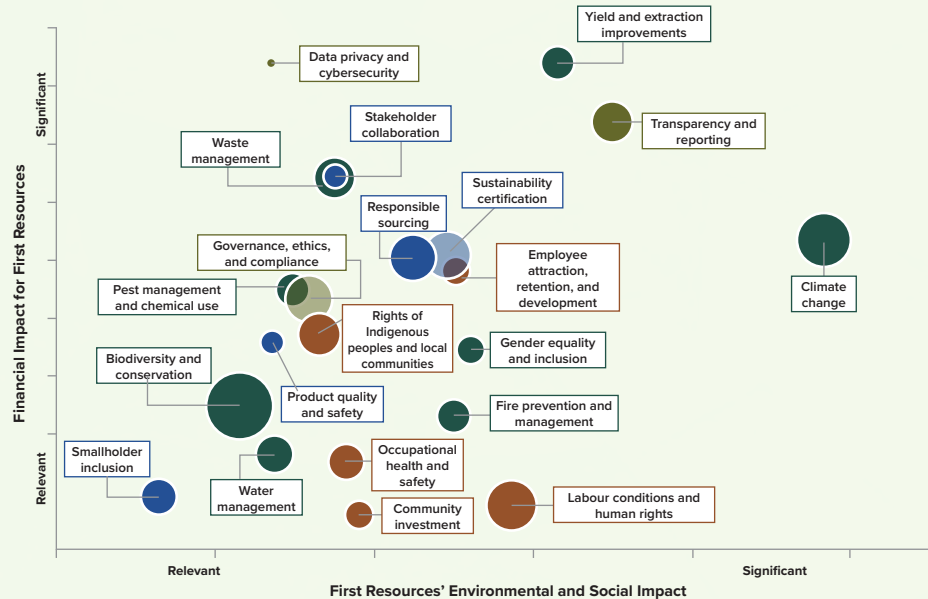 Yield and extraction
improvements
Data privacy and
cybersecurity
Significant
Stakeholder
collaboration
Transparency and
reporting
Waste
management
Sustainability
certification
Responsible
sourcing
Governance, ethics,
and compliance
Employee
attraction,
retention, and
development
Climate
change
Pest management
and chemical use
Rights of
Indigenous
peoples and local
communities
Gender equality
and inclusion
Biodiversity and
conservation
Product quality
and safety
Fire prevention and
management
Financial Impact for First Resources
Smallholder
inclusion
Occupational
health and
safety
Relevant
Water
management
Labour conditions and
human rights
Community
investment
Relevant
Significant
First Resources’ Environmental and Social Impact